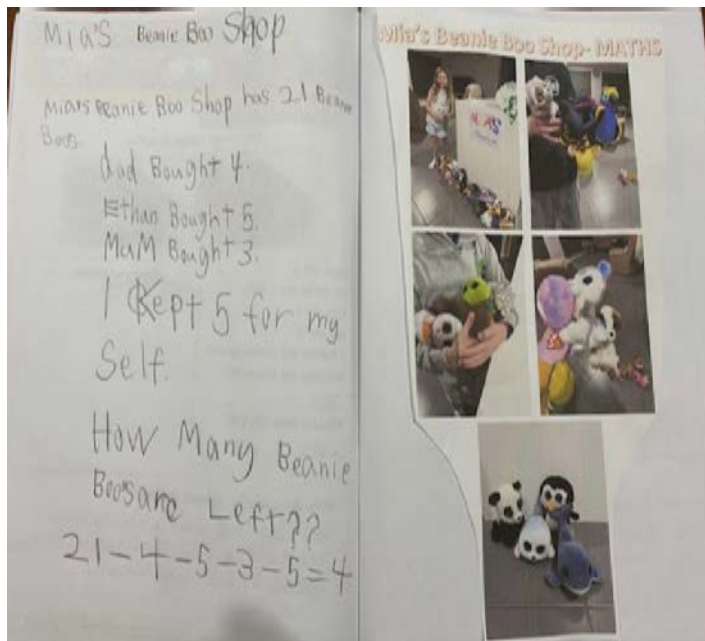 Mia's Beanie Boo Shop
Mia's Beanie Boo Shop has 21 Beanie
Boos.
dad Bought 4.
Ethan Bought 5.
MuM Bought 3.
I Kept 5 for my
Self.
How Many Beanie
Boos are Left??
21-4-5-3-5=4
Mia's Beanie Boo Shop- MATHS